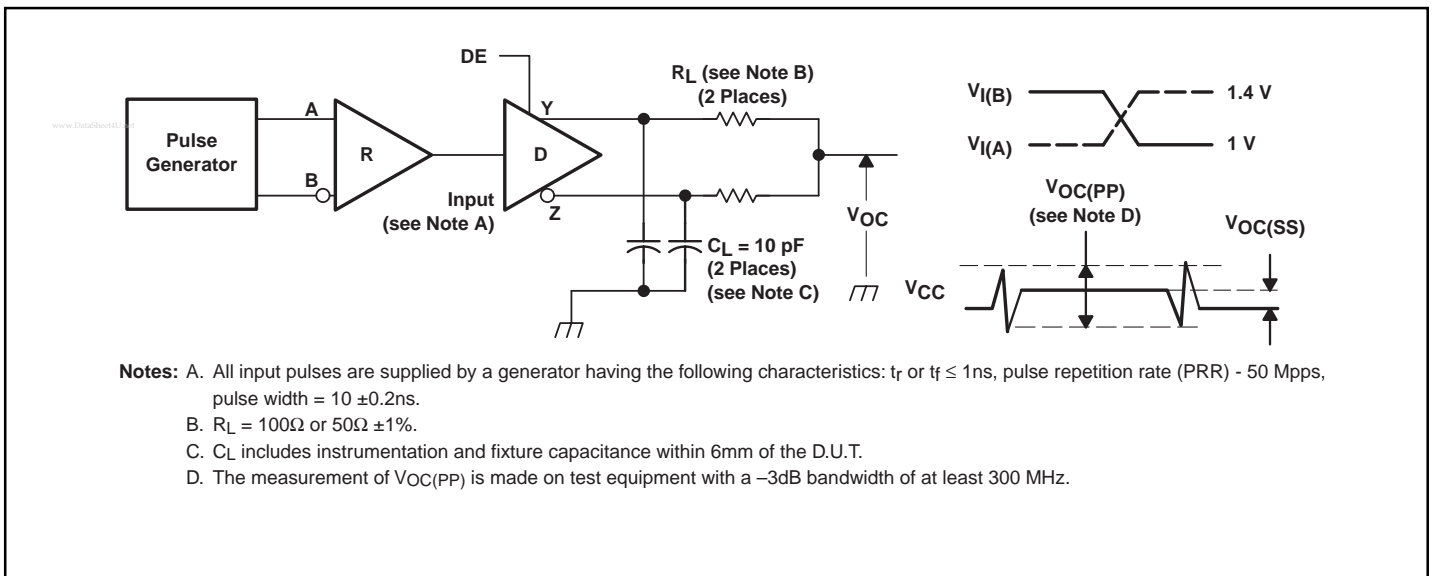 DE
RL (see Note B)
(2 Places)
www.DataSheet4U.net
Pulse
Generator
A
B
R
Y
D
Z
Input
(see Note A)
CL = 10 pF
(2 Places)
(see Note C)
VOC
VI(B)
VI(A)
1.4 V
1 V
VOC(PP)
(see Note D)
VOC(SS)
VCC
Notes: A. All input pulses are supplied by a generator having the following characteristics: tr or tf ≤ 1ns, pulse repetition rate (PRR) - 50 Mpps,
pulse width = 10 ±0.2ns.
B. RL = 100Ω or 50Ω ±1%.
C. CL includes instrumentation and fixture capacitance within 6mm of the D.U.T.
D. The measurement of VOC(PP) is made on test equipment with a –3dB bandwidth of at least 300 MHz.